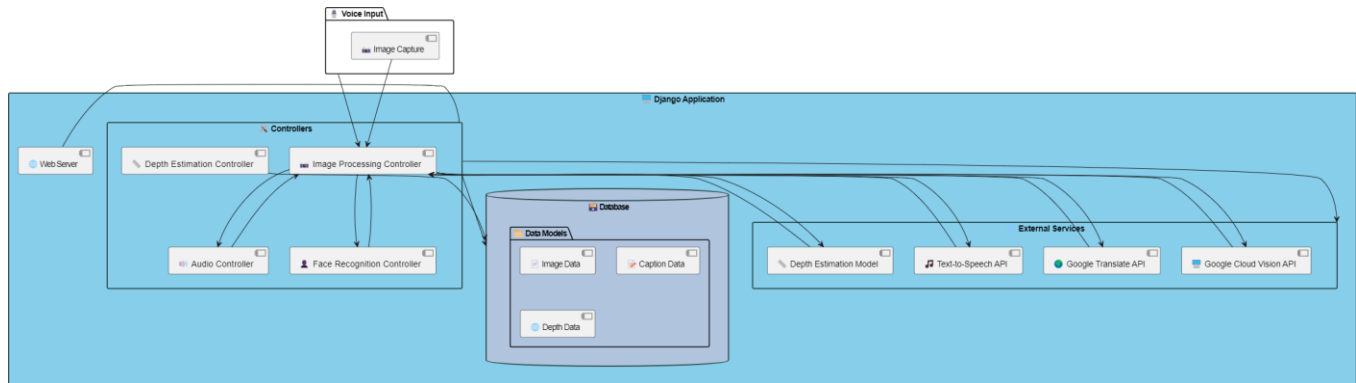 Voice Input
Image Capture
Django Application
Controllers
Web Server
Depth Estimation Controller
Image Processing Controller
Database
Data Models
External Services
Audio Controller
Face Recognition Controller
Image Data
Caption Data
Depth Estimation Model
Text-to-Speech API
Google Translate API
Google Cloud Vision API
Depth Data